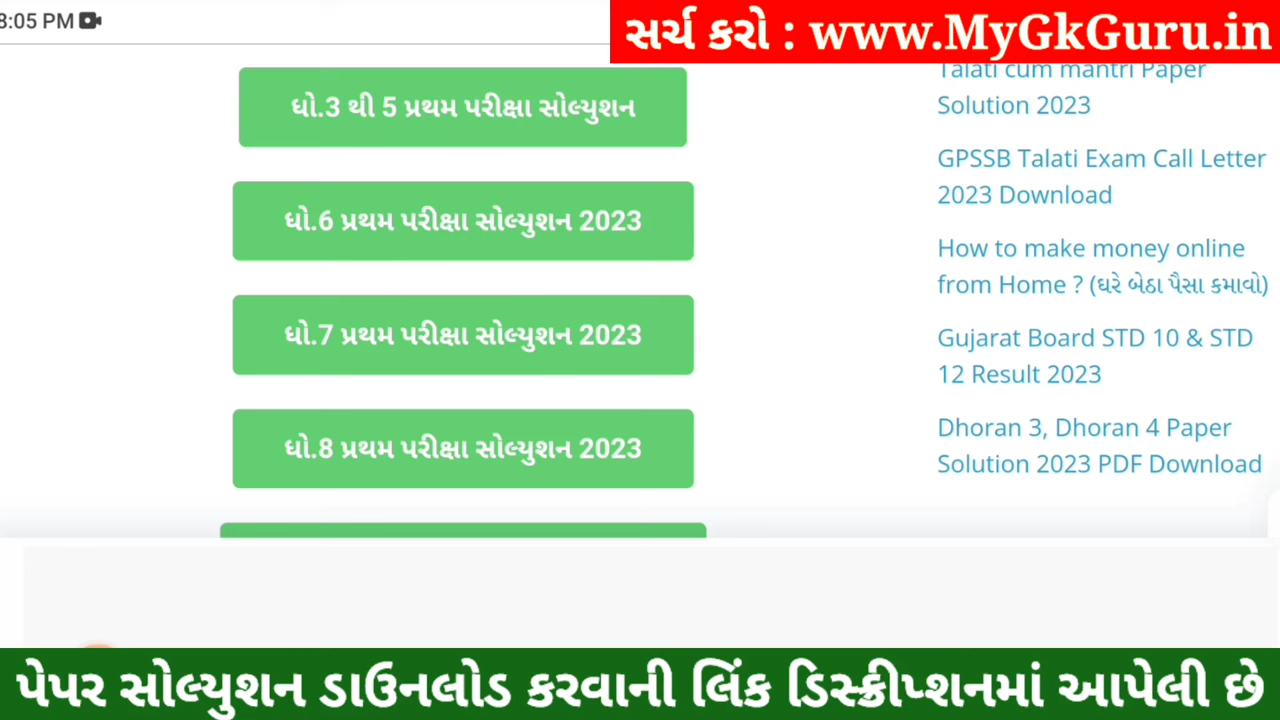 8:05 PM
સર્ચ કરો : www.MyGkGuru.in
ધો.3 થી 5 પ્રથમ પરીક્ષા સોલ્યુશન
ધો.6 પ્રથમ પરીક્ષા સોલ્યુશન 2023
ધો.7 પ્રથમ પરીક્ષા સોલ્યુશન 2023
ધો.8 પ્રથમ પરીક્ષા સોલ્યુશન 2023
Talati cum mantri Paper
Solution 2023
GPSSB Talati Exam Call Letter
2023 Download
How to make money online
from Home ? (ઘરે બેઠા પૈસા કમાવો)
Gujarat Board STD 10 & STD
12 Result 2023
Dhoran 3, Dhoran 4 Paper
Solution 2023 PDF Download
પેપર સોલ્યુશન ડાઉનલોડ કરવાની લિંક ડિસ્ક્રીપ્શનમાં આપેલી છે